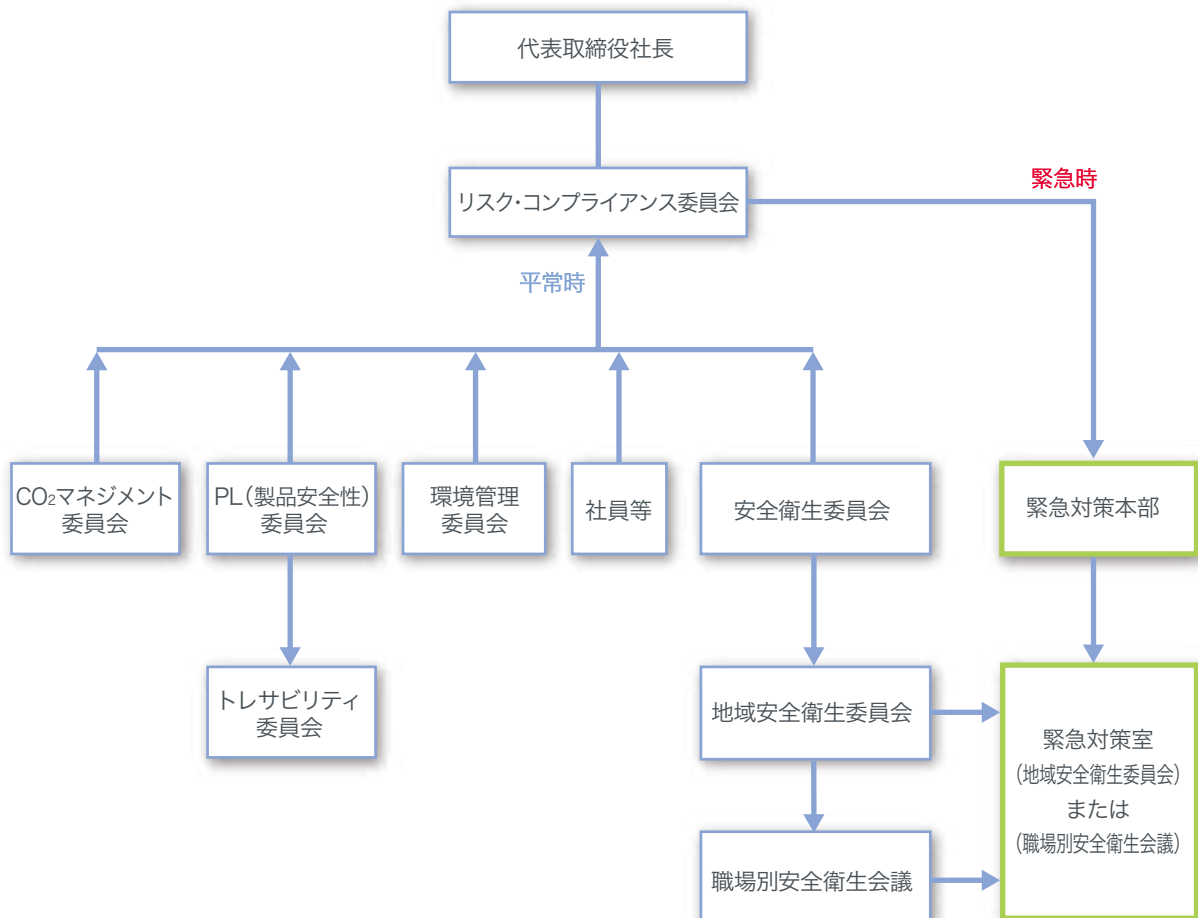 代表取締役社長
リスク・コンプライアンス委員会
緊急時
平常時
CO₂マネジメント
委員会
PL(製品安全性)
委員会
環境管理
委員会
社員等
安全衛生委員会
緊急対策本部
トレサビリティ
委員会
地域安全衛生委員会
緊急対策室
(地域安全衛生委員会)
または
(職場別安全衛生会議)
職場別安全衛生会議